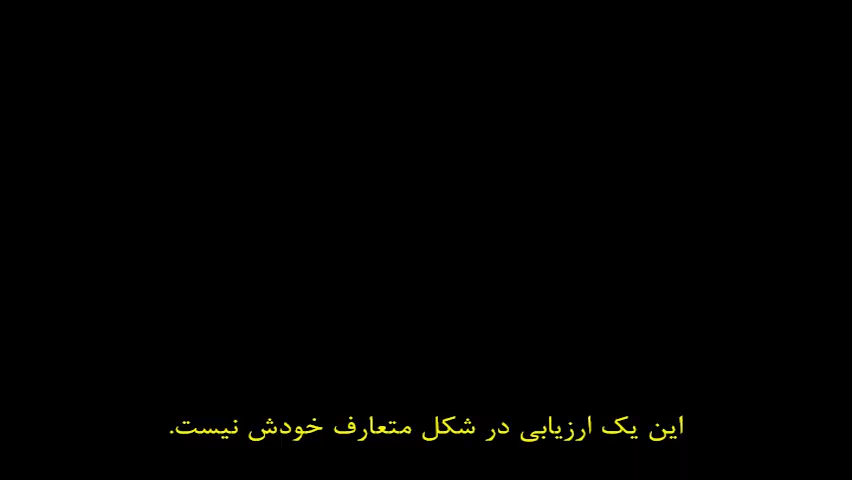 این یک ارزیابی در شکل متعارف خودش نیست.